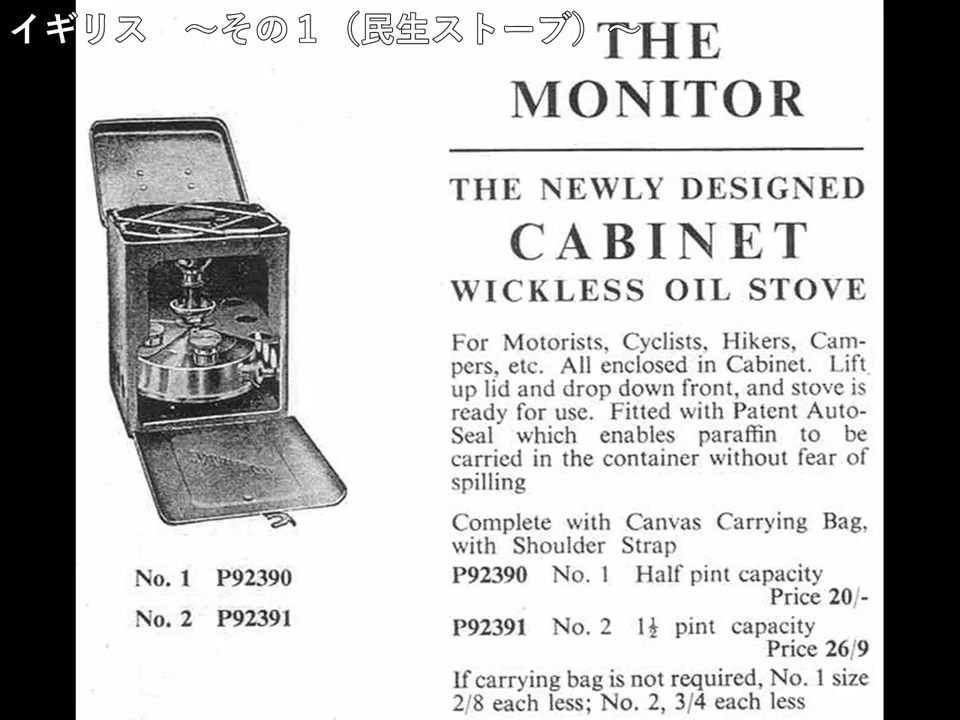 イギリス　〜その１（民生ストーブ）〜
THE
MONITOR
THE NEWLY DESIGNED
CABINET
WICKLESS OIL STOVE
For Motorists, Cyclists, Hikers, Cam-
pers, etc. All enclosed in Cabinet. Lift
up lid and drop down front, and stove is
ready for use. Fitted with Patent Auto-
Seal which enables paraffin to be
carried in the container without fear of
spilling
Complete with Canvas Carrying Bag,
with Shoulder Strap
P92390 No. 1 Half pint capacity
Price 20/-
P92391 No. 2 1½ pint capacity
Price 26/9
If carrying bag is not required, No. 1 size
2/8 each less; No. 2, 3/4 each less
No. 1 P92390
No. 2 P92391